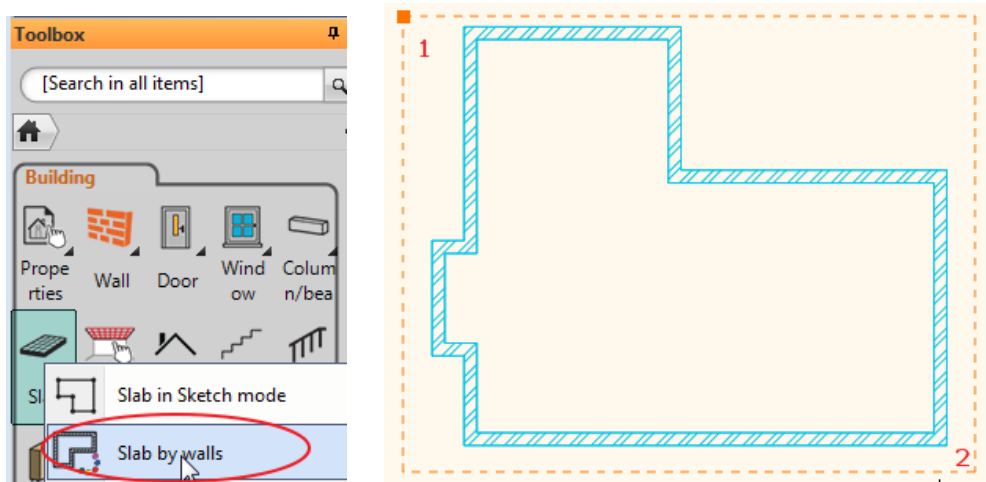 Toolbox
[Search in all items]
Building
Prope
rties
Wall
Door
Wind
ow
Colum
n/bea
Sl
Slab in Sketch mode
Slab by walls
1
2